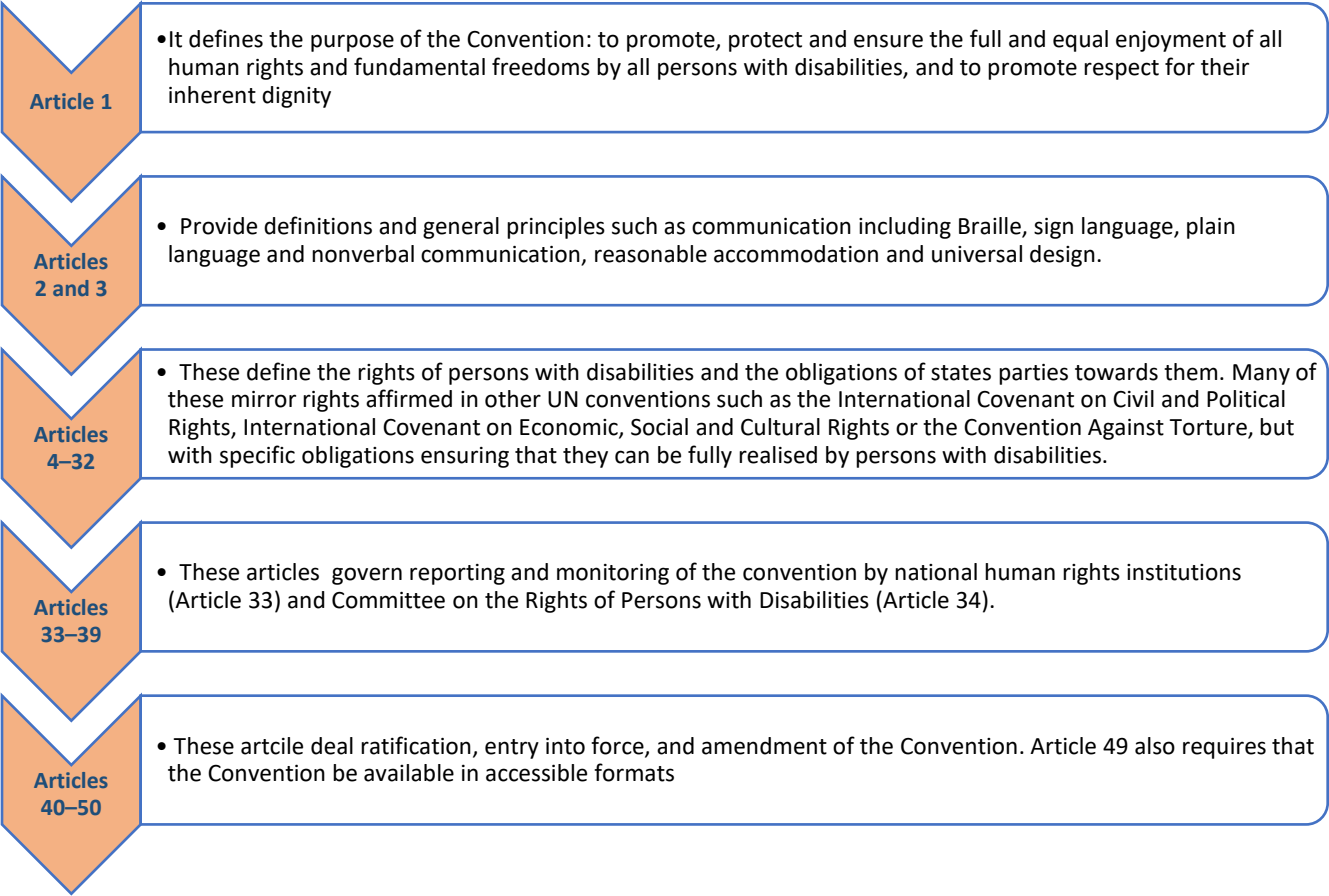 Article 1
•It defines the purpose of the Convention: to promote, protect and ensure the full and equal enjoyment of all
human rights and fundamental freedoms by all persons with disabilities, and to promote respect for their
inherent dignity
Articles
2 and 3
• Provide definitions and general principles such as communication including Braille, sign language, plain
language and nonverbal communication, reasonable accommodation and universal design.
Articles
4–32
• These define the rights of persons with disabilities and the obligations of states parties towards them. Many of
these mirror rights affirmed in other UN conventions such as the International Covenant on Civil and Political
Rights, International Covenant on Economic, Social and Cultural Rights or the Convention Against Torture, but
with specific obligations ensuring that they can be fully realised by persons with disabilities.
Articles
33–39
• These articles  govern reporting and monitoring of the convention by national human rights institutions
(Article 33) and Committee on the Rights of Persons with Disabilities (Article 34).
Articles
40–50
• These artcile deal ratification, entry into force, and amendment of the Convention. Article 49 also requires that
the Convention be available in accessible formats